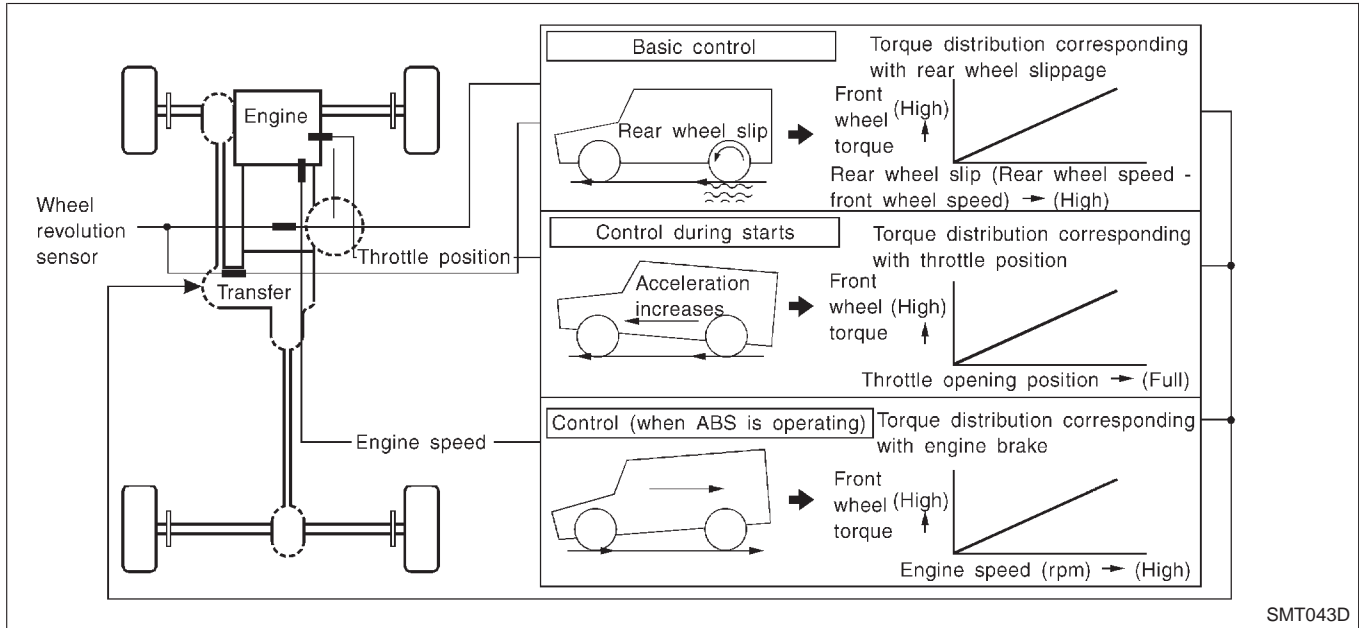 Engine
Wheel
revolution
sensor
Throttle position
Transfer
Engine speed
Basic control
Torque distribution corresponding
with rear wheel slippage
Rear wheel slip
Front
wheel (High)
torque
Rear wheel slip (Rear wheel speed -
front wheel speed) → (High)
Control during starts
Torque distribution corresponding
with throttle position
Acceleration
increases
Front
wheel (High)
torque
Throttle opening position → (Full)
Control (when ABS is operating)
Torque distribution corresponding
with engine brake
Front
wheel (High)
torque
Engine speed (rpm) → (High)
SMT043D